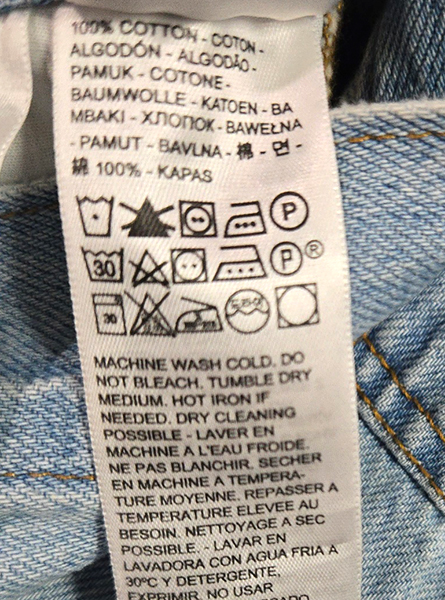 100% COTTON - COTON -
ALGODÓN - ALGODÃO -
PAMUK - COTONE -
BAUMWOLLE - KATOEN - BA
MBAKI - ХЛОПОК - BAWEŁNA
- PAMUT - BAVLNA - 棉 - 면 -
綿 100% - KAPAS
P
30 P ®
30
MACHINE WASH COLD. DO
NOT BLEACH. TUMBLE DRY
MEDIUM. HOT IRON IF
NEEDED. DRY CLEANING
POSSIBLE - LAVER EN
MACHINE A L'EAU FROIDE.
NE PAS BLANCHIR. SECHER
EN MACHINE A TEMPERA-
TURE MOYENNE. REPASSER A
TEMPERATURE ELEVEE AU
BESOIN. NETTOYAGE A SEC
POSSIBLE. - LAVAR EN
LAVADORA CON AGUA FRIA A
30ºC Y DETERGENTE,
EXPRIMIR. NO USAR